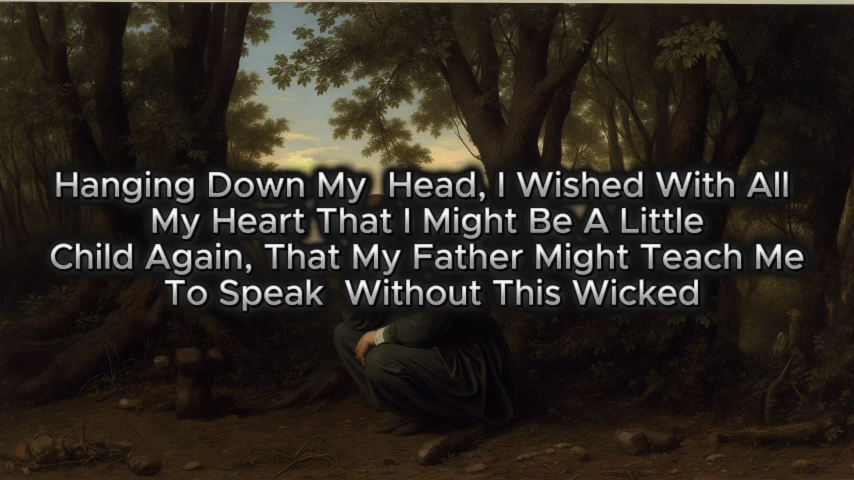 Hanging Down My  Head, I Wished With All
My Heart That I Might Be A Little
Child Again, That My Father Might Teach Me
To Speak  Without This Wicked